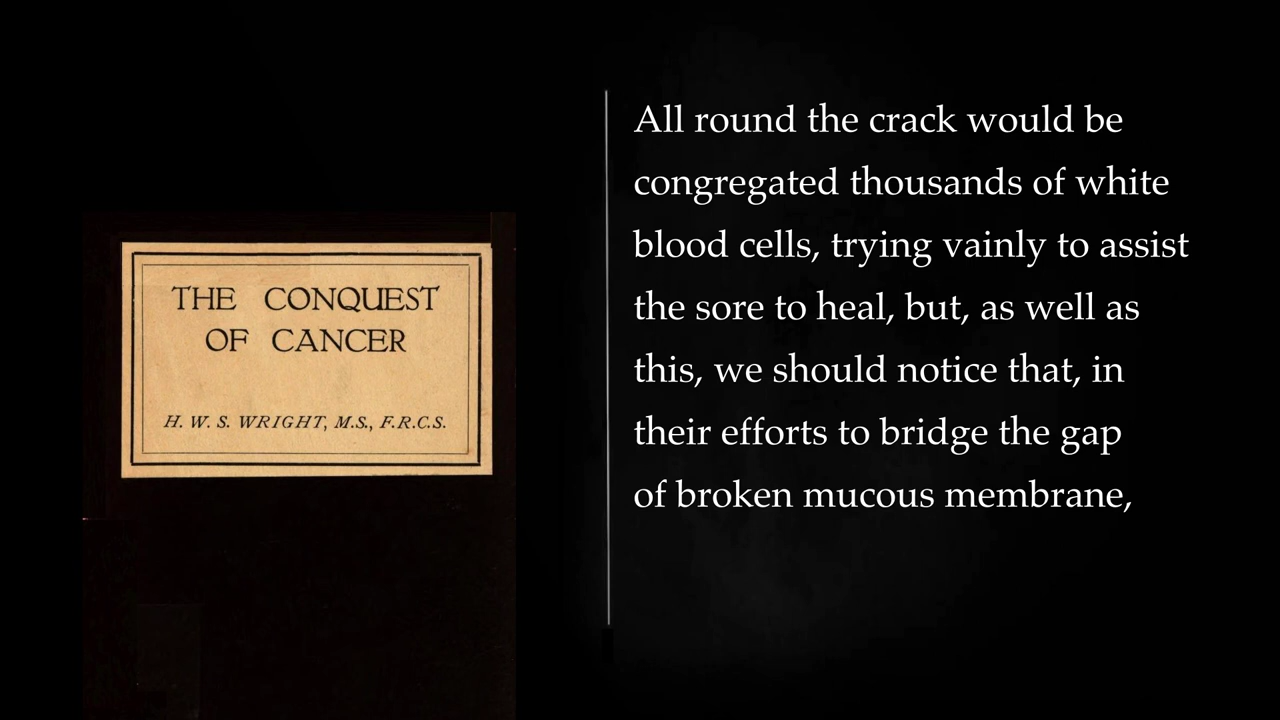 THE CONQUEST
OF CANCER
H. W. S. WRIGHT, M.S., F.R.C.S.
All round the crack would be
congregated thousands of white
blood cells, trying vainly to assist
the sore to heal, but, as well as
this, we should notice that, in
their efforts to bridge the gap
of broken mucous membrane,